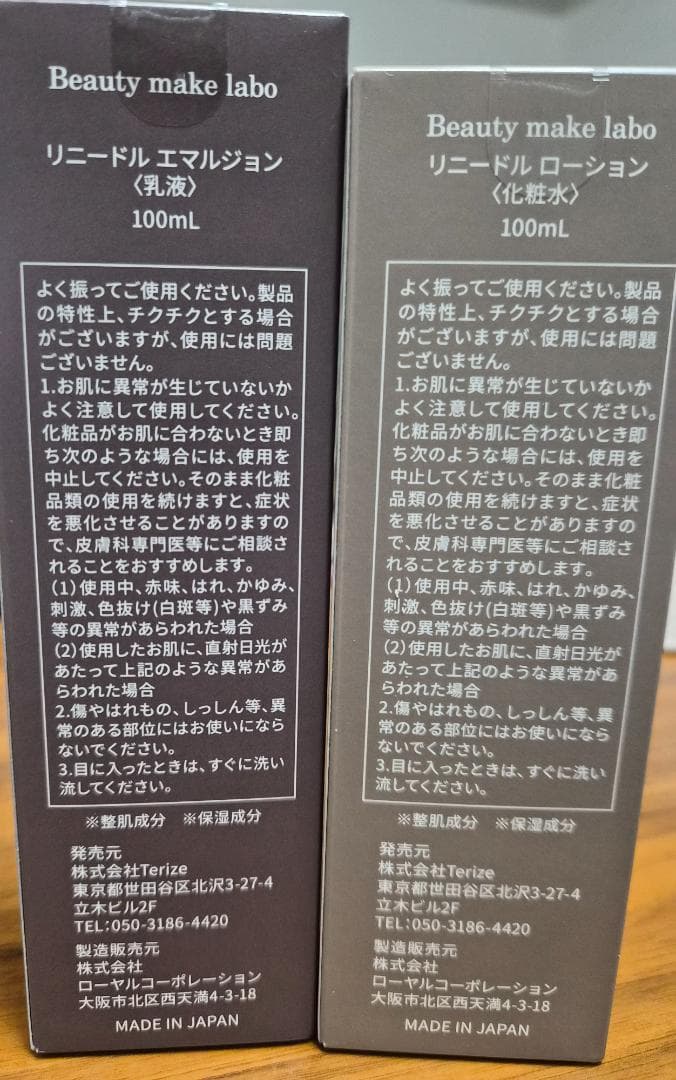 Beauty make labo
リニードル エマルジョン
〈乳液〉
100mL
よく振ってご使用ください。製品
の特性上、チクチクとする場合
がございますが、使用には問題
ございません。
1.お肌に異常が生じていないか
よく注意して使用してください。
化粧品がお肌に合わないとき即
ち次のような場合には、使用を
中止してください。そのまま化粧
品類の使用を続けますと、症状
を悪化させることがありますの
で、皮膚科専門医等にご相談さ
れることをおすすめします。
(1)使用中、赤味、はれ、かゆみ、
刺激、色抜け(白斑等)や黒ずみ
等の異常があらわれた場合
(2)使用したお肌に、直射日光が
あたって上記のような異常があ
らわれた場合
2.傷やはれもの、しっしん等、異
常のある部位にはお使いになら
ないでください。
3.目に入ったときは、すぐに洗い
流してください。
※整肌成分 ※保湿成分
発売元
株式会社Terize
東京都世田谷区北沢3-27-4
立木ビル2F
TEL:050-3186-4420
製造販売元
株式会社
ローヤルコーポレーション
大阪市北区西天満4-3-18
MADE IN JAPAN
Beauty make labo
リニードル ローション
〈化粧水〉
100mL
よく振ってご使用ください。製品
の特性上、チクチクとする場合
がございますが、使用には問題
ございません。
1.お肌に異常が生じていないか
よく注意して使用してください。
化粧品がお肌に合わないとき即
ち次のような場合には、使用を
中止してください。そのまま化粧
品類の使用を続けますと、症状
を悪化させることがありますの
で、皮膚科専門医等にご相談さ
れることをおすすめします。
(1)使用中、赤味、はれ、かゆみ、
刺激、色抜け(白斑等)や黒ずみ
等の異常があらわれた場合
(2)使用したお肌に、直射日光が
あたって上記のような異常があ
らわれた場合
2.傷やはれもの、しっしん等、異
常のある部位にはお使いになら
ないでください。
3.目に入ったときは、すぐに洗い
流してください。
※整肌成分 ※保湿成分
発売元
株式会社Terize
東京都世田谷区北沢3-27-4
立木ビル2F
TEL:050-3186-4420
製造販売元
株式会社
ローヤルコーポレーション
大阪市北区西天満4-3-18
MADE IN JAPAN